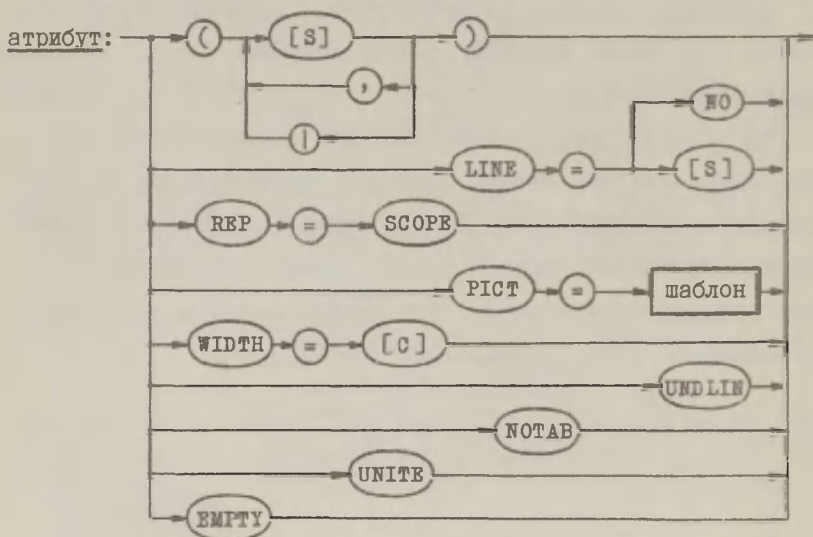 атрибут: ( [S] )
,
|
NO
LINE = [S]
REP = SCOPE
PICT = шаблон
WIDTH = [C]
UNDLIN
NOTAB
UNITE
EMPTY